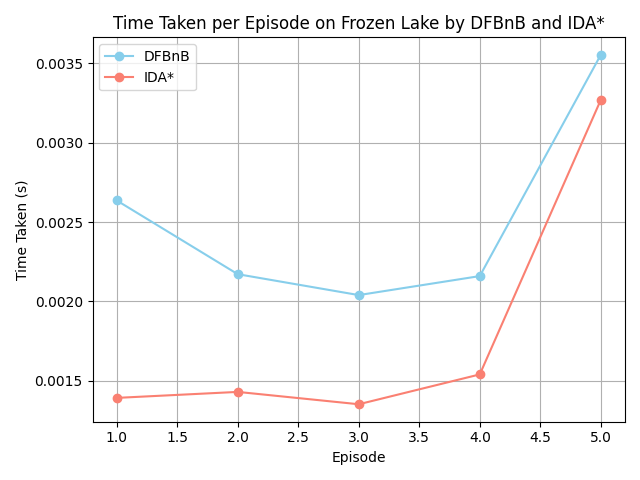 Time Taken per Episode on Frozen Lake by DFBnB and IDA*
DFBnB
IDA*
0.0035
0.0030
0.0025
0.0020
0.0015
Time Taken (s)
1.0 1.5 2.0 2.5 3.0 3.5 4.0 4.5 5.0
Episode